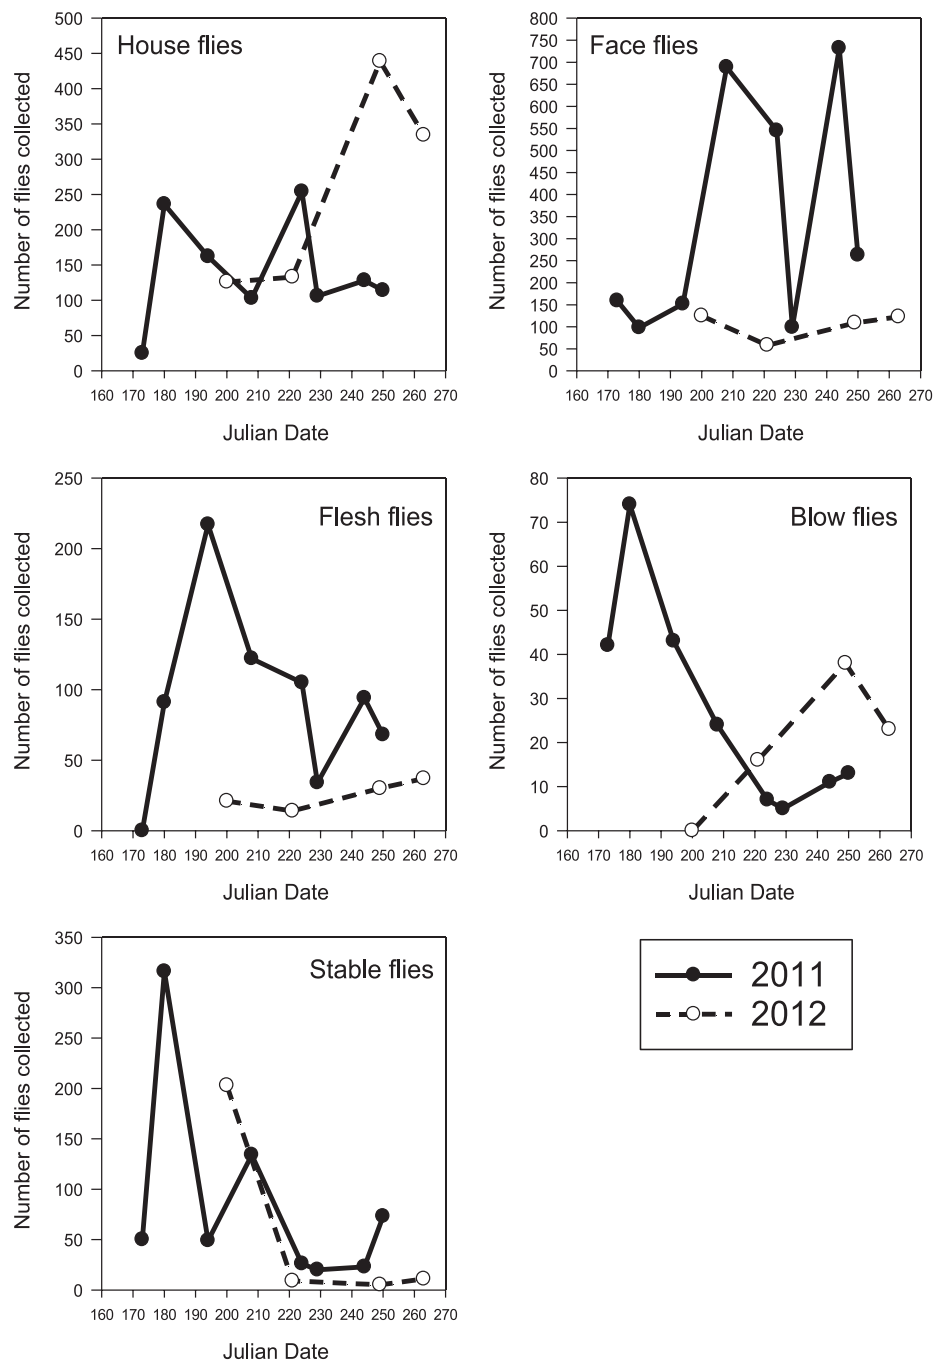 House flies
Number of flies collected
500
450
400
350
300
250
200
150
100
50
0
160 170 180 190 200 210 220 230 240 250 260 270
Julian Date
Face flies
Number of flies collected
800
750
700
650
600
550
500
450
400
350
300
250
200
150
100
50
0
160 170 180 190 200 210 220 230 240 250 260 270
Julian Date
Flesh flies
Number of flies collected
250
200
150
100
50
0
160 170 180 190 200 210 220 230 240 250 260 270
Julian Date
Blow flies
Number of flies collected
80
70
60
50
40
30
20
10
0
160 170 180 190 200 210 220 230 240 250 260 270
Julian Date
Stable flies
Number of flies collected
350
300
250
200
150
100
50
0
160 170 180 190 200 210 220 230 240 250 260 270
Julian Date
2011
2012